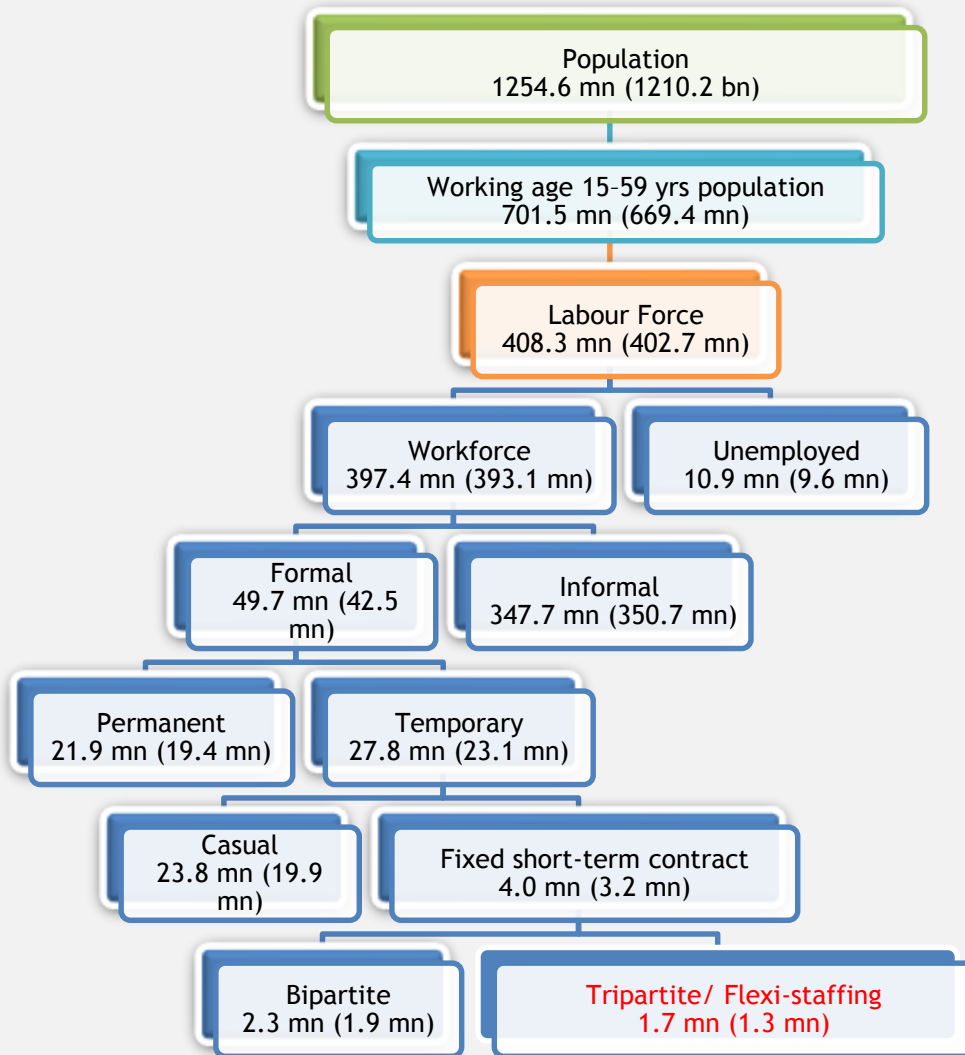 Population
1254.6 mn (1210.2 bn)
Working age 15–59 yrs population
701.5 mn (669.4 mn)
Labour Force
408.3 mn (402.7 mn)
Workforce
397.4 mn (393.1 mn)
Unemployed
10.9 mn (9.6 mn)
Formal
49.7 mn (42.5
mn)
Informal
347.7 mn (350.7 mn)
Permanent
21.9 mn (19.4 mn)
Temporary
27.8 mn (23.1 mn)
Casual
23.8 mn (19.9
mn)
Fixed short-term contract
4.0 mn (3.2 mn)
Bipartite
2.3 mn (1.9 mn)
Tripartite/ Flexi-staffing
1.7 mn (1.3 mn)